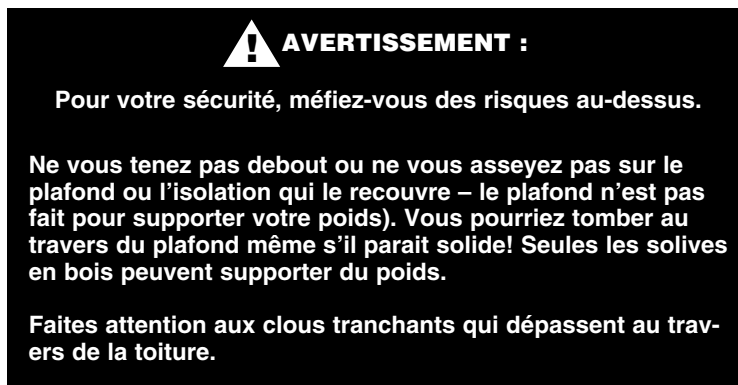 AVERTISSEMENT :
Pour votre sécurité, méfiez-vous des risques au-dessus.
Ne vous tenez pas debout ou ne vous asseyez pas sur le
plafond ou l’isolation qui le recouvre – le plafond n’est pas
fait pour supporter votre poids). Vous pourriez tomber au
travers du plafond même s’il parait solide! Seules les solives
en bois peuvent supporter du poids.
Faites attention aux clous tranchants qui dépassent au trav-
ers de la toiture.